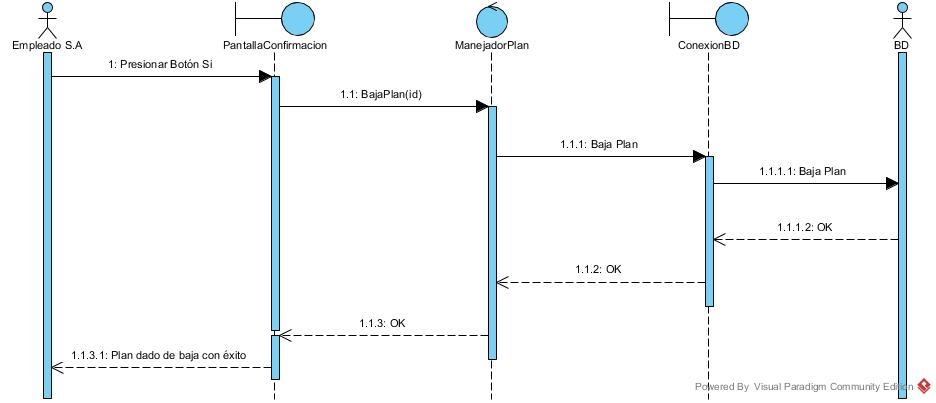 Empleado S.A
PantallaConfirmacion
ManejadorPlan
ConexionBD
BD
1: Presionar Botón Si
1.1: BajaPlan(id)
1.1.1: Baja Plan
1.1.1.1: Baja Plan
1.1.1.2: OK
1.1.2: OK
1.1.3: OK
1.1.3.1: Plan dado de baja con éxito
Powered By Visual Paradigm Community Edition